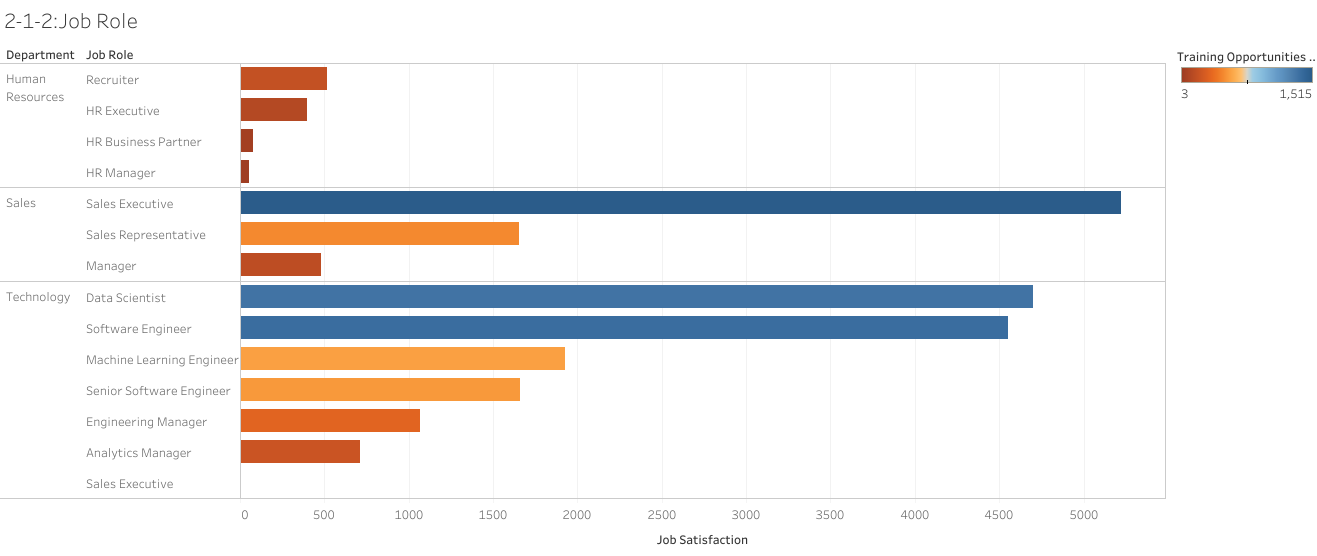 2-1-2:Job Role
Department Job Role
Training Opportunities ..
3 1,515
Human Resources
Recruiter
HR Executive
HR Business Partner
HR Manager
Sales
Sales Executive
Sales Representative
Manager
Technology
Data Scientist
Software Engineer
Machine Learning Engineer
Senior Software Engineer
Engineering Manager
Analytics Manager
Sales Executive
0 500 1000 1500 2000 2500 3000 3500 4000 4500 5000
Job Satisfaction